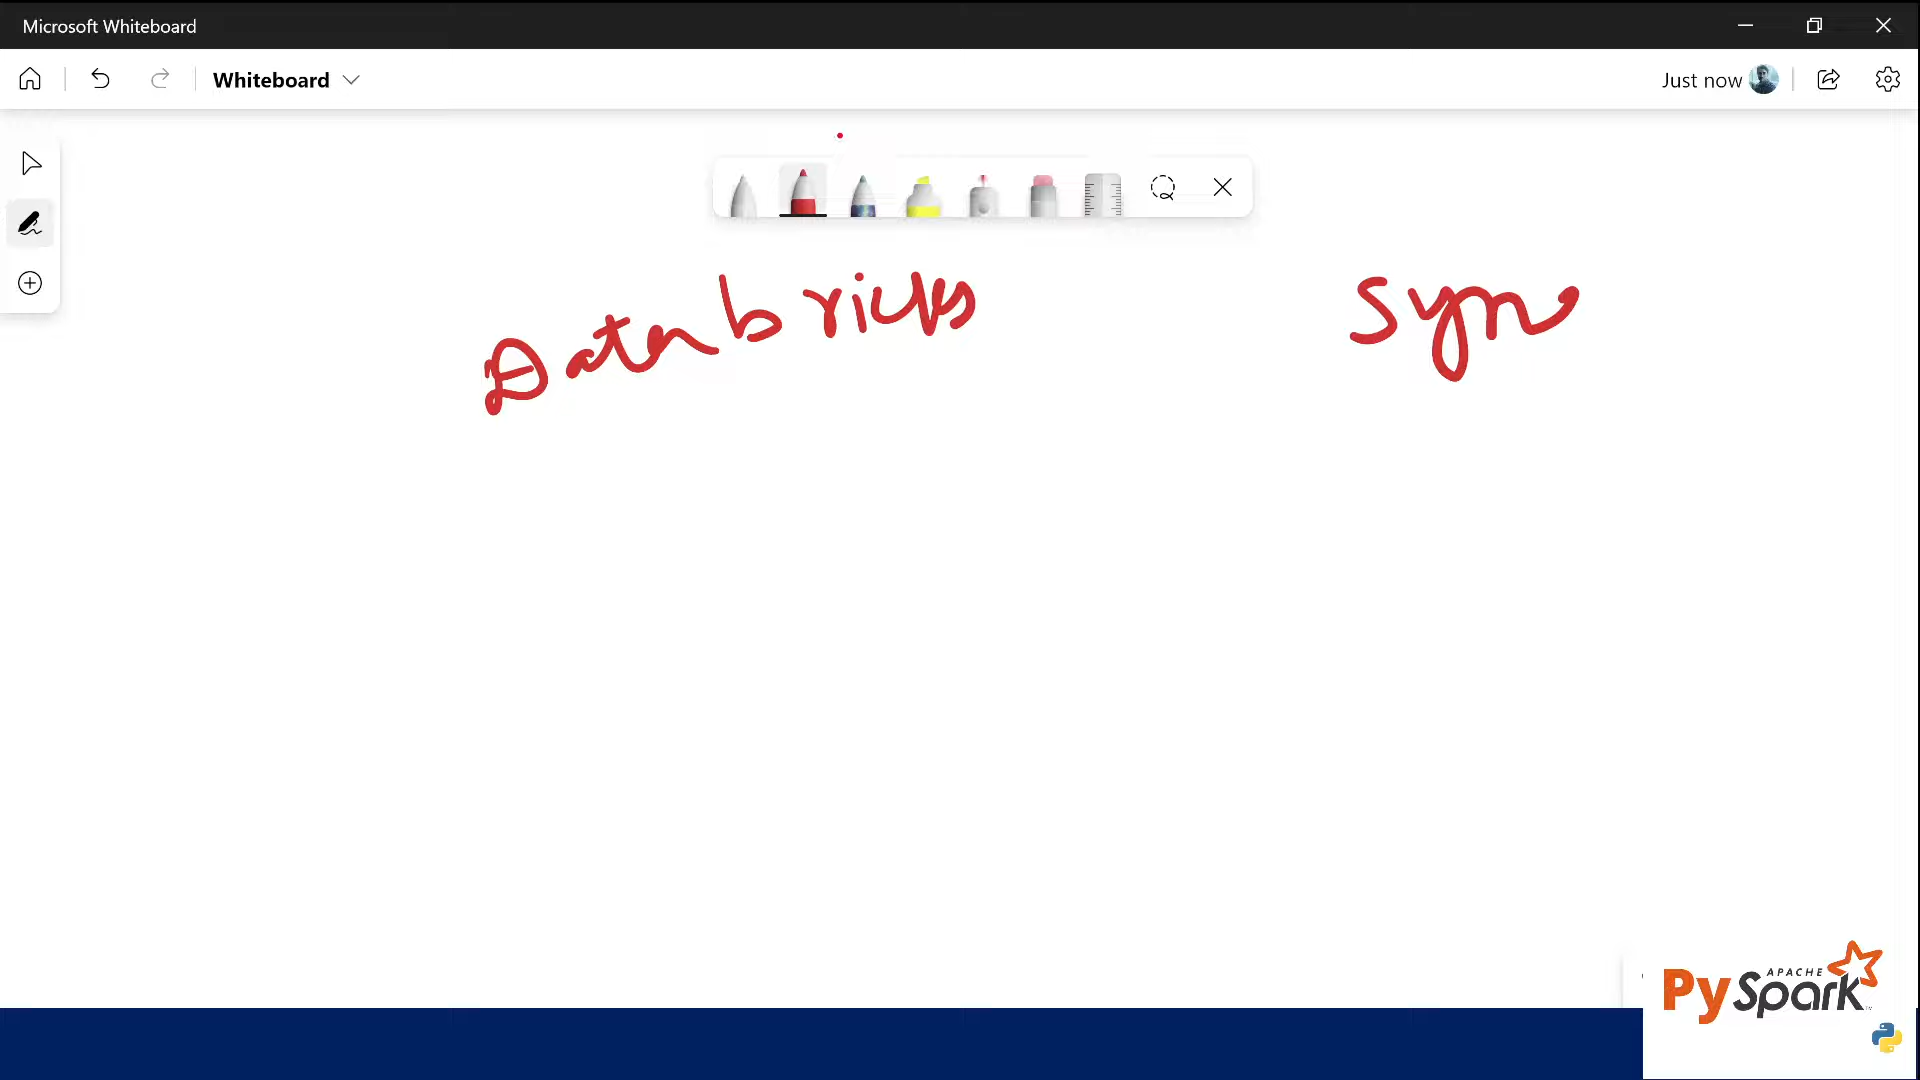 Microsoft Whiteboard
Whiteboard
Just now
Databricks
Syn
APACHE
PySpark